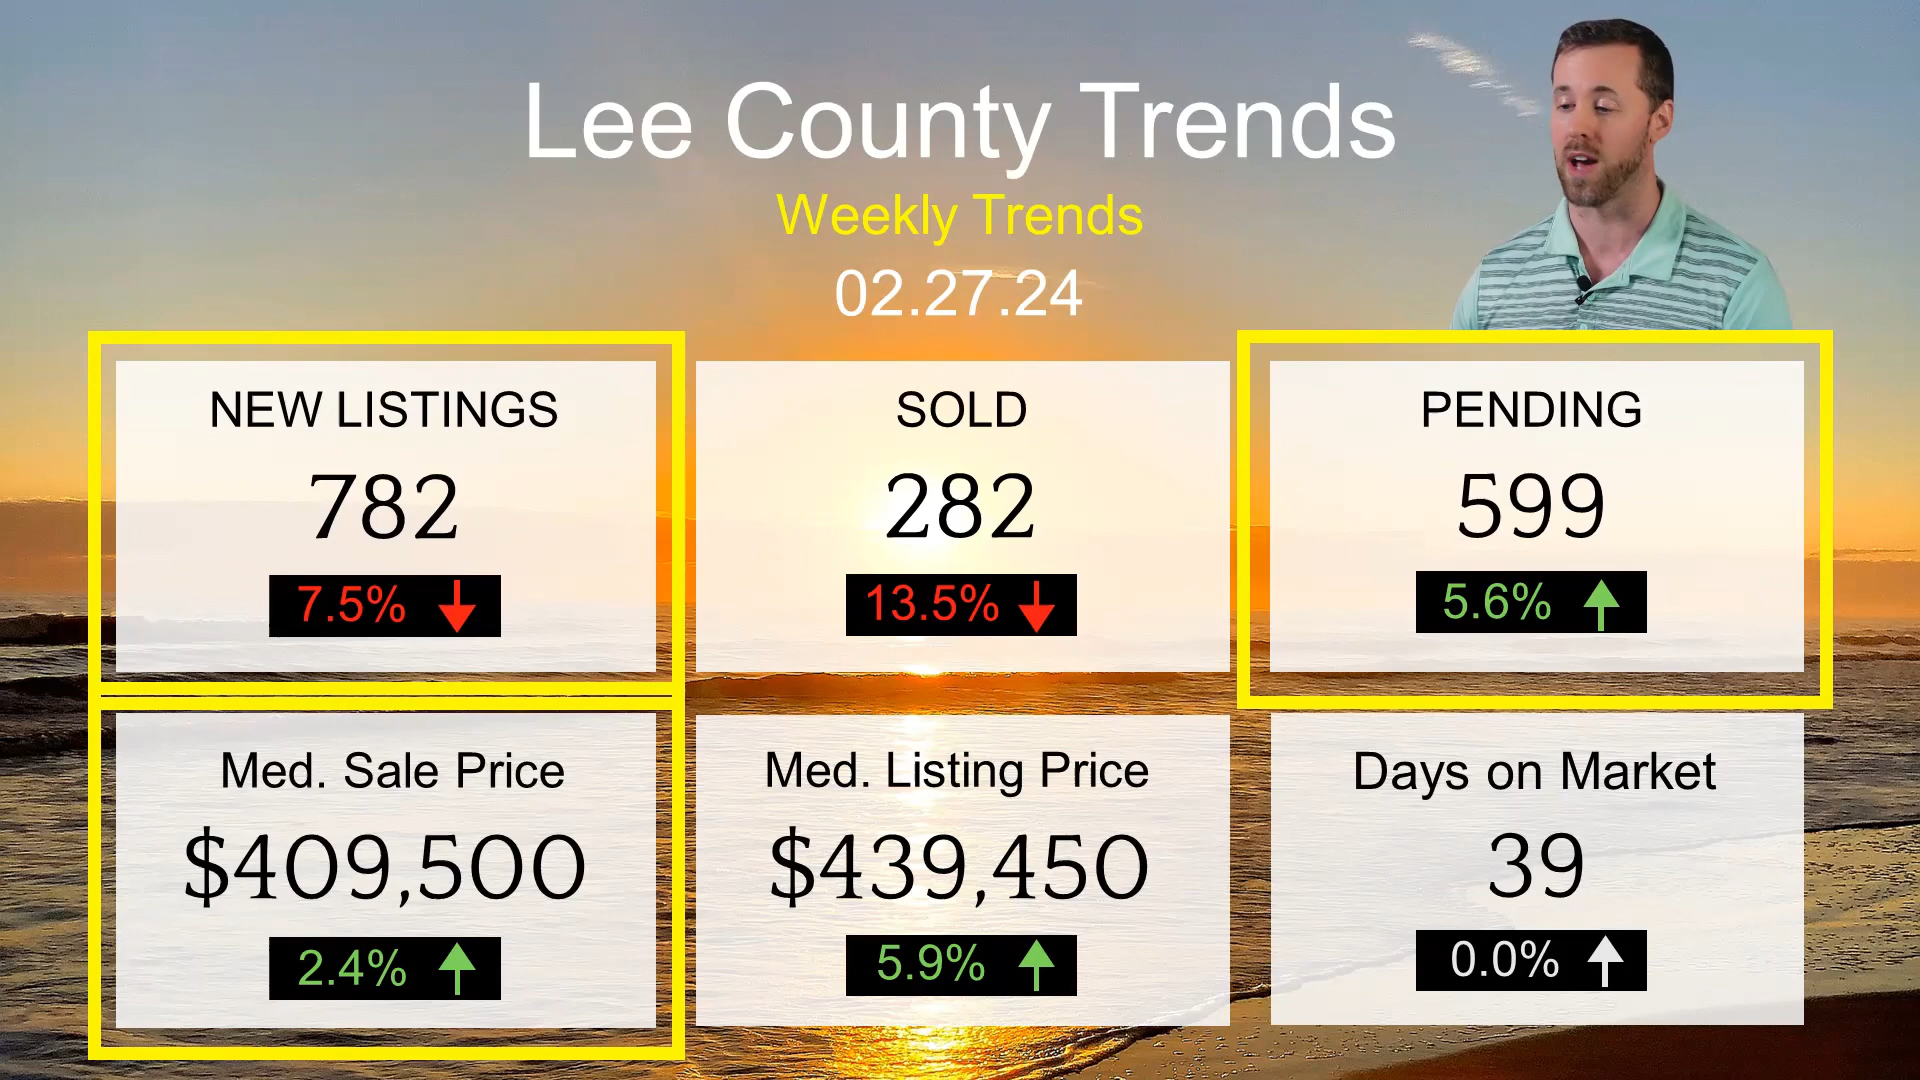 Lee County Trends
Weekly Trends
02.27.24
NEW LISTINGS
782
7.5%
SOLD
282
13.5%
PENDING
599
5.6%
Med. Sale Price
$409,500
2.4%
Med. Listing Price
$439,450
5.9%
Days on Market
39
0.0%